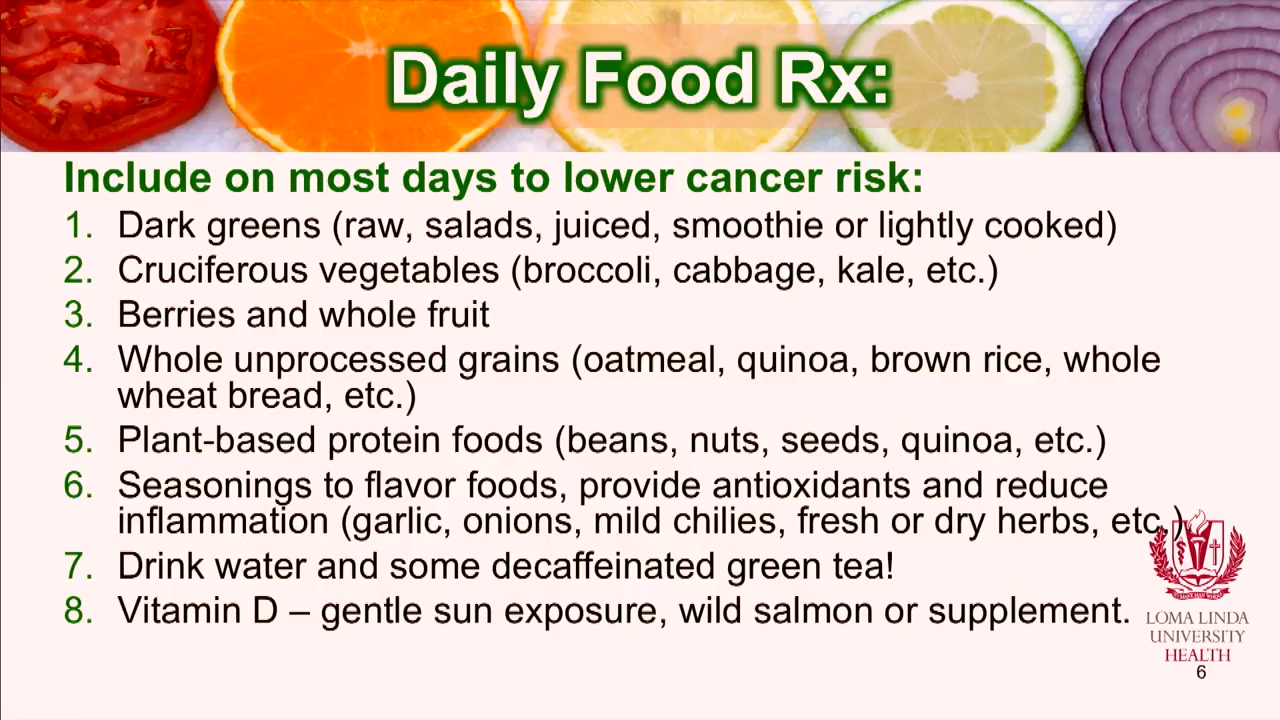 Daily Food Rx:
Include on most days to lower cancer risk:
1. Dark greens (raw, salads, juiced, smoothie or lightly cooked)
2. Cruciferous vegetables (broccoli, cabbage, kale, etc.)
3. Berries and whole fruit
4. Whole unprocessed grains (oatmeal, quinoa, brown rice, whole
wheat bread, etc.)
5. Plant-based protein foods (beans, nuts, seeds, quinoa, etc.)
6. Seasonings to flavor foods, provide antioxidants and reduce
inflammation (garlic, onions, mild chilies, fresh or dry herbs, etc.)
7. Drink water and some decaffeinated green tea!
8. Vitamin D – gentle sun exposure, wild salmon or supplement.
LOMA LINDA
UNIVERSITY
HEALTH
6